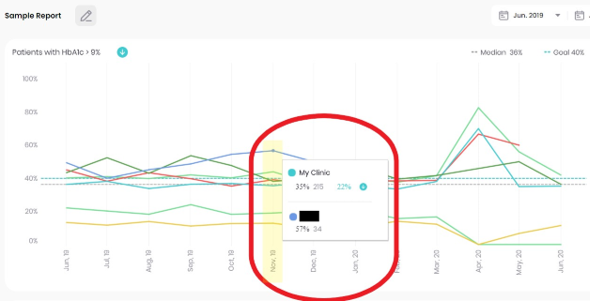 Sample Report
Jun. 2019
Patients with HbA1c > 9%
Median 36%
Goal 40%
100%
80%
60%
40%
20%
0%
My Clinic
35% 215 22%
57% 34
Jun. 19
Jul. 19
Aug. 19
Sep. 19
Oct. 19
Nov. 19
Dec. 19
Jan. 20
Mar. 20
Apr. 20
May. 20
Jun. 20